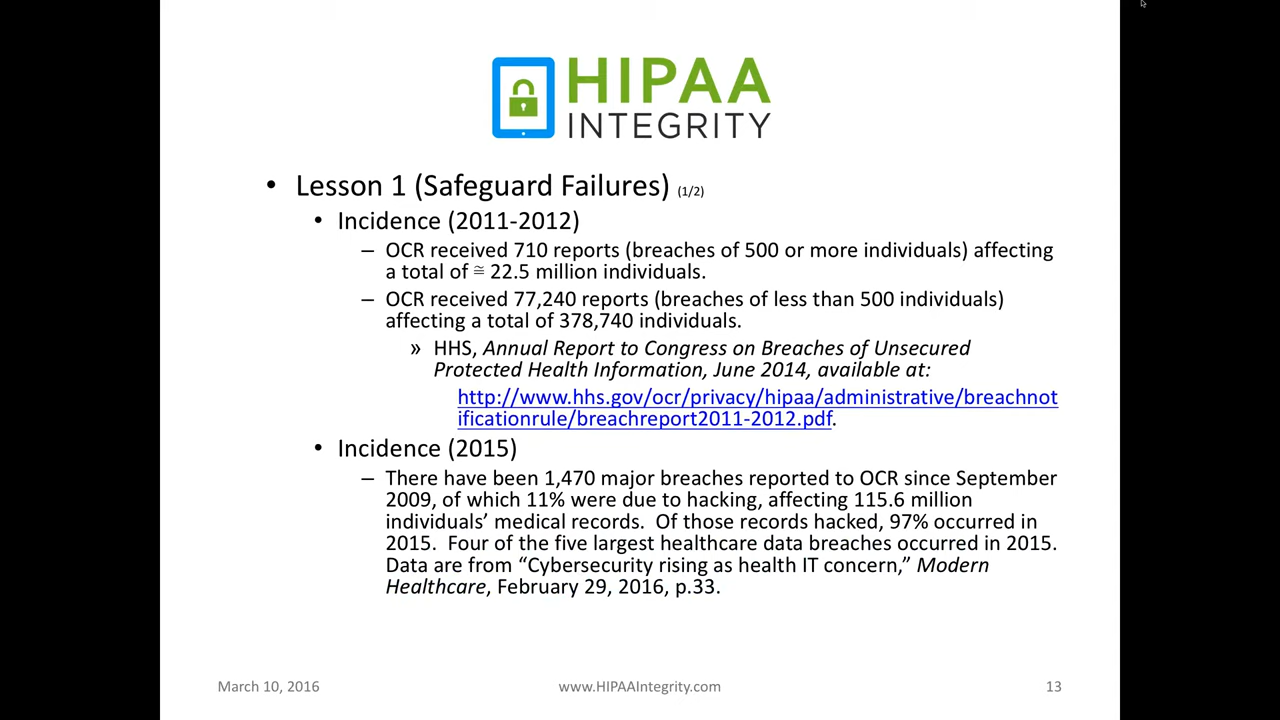 HIPAA
INTEGRITY
• Lesson 1 (Safeguard Failures) (1/2)
• Incidence (2011-2012)
– OCR received 710 reports (breaches of 500 or more individuals) affecting
a total of ≅ 22.5 million individuals.
– OCR received 77,240 reports (breaches of less than 500 individuals)
affecting a total of 378,740 individuals.
» HHS, Annual Report to Congress on Breaches of Unsecured
Protected Health Information, June 2014, available at:
http://www.hhs.gov/ocr/privacy/hipaa/administrative/breachnot
ificationrule/breachreport2011-2012.pdf.
• Incidence (2015)
– There have been 1,470 major breaches reported to OCR since September
2009, of which 11% were due to hacking, affecting 115.6 million
individuals’ medical records.  Of those records hacked, 97% occurred in
2015.  Four of the five largest healthcare data breaches occurred in 2015.
Data are from “Cybersecurity rising as health IT concern,” Modern
Healthcare, February 29, 2016, p.33.
March 10, 2016
www.HIPAAIntegrity.com
13